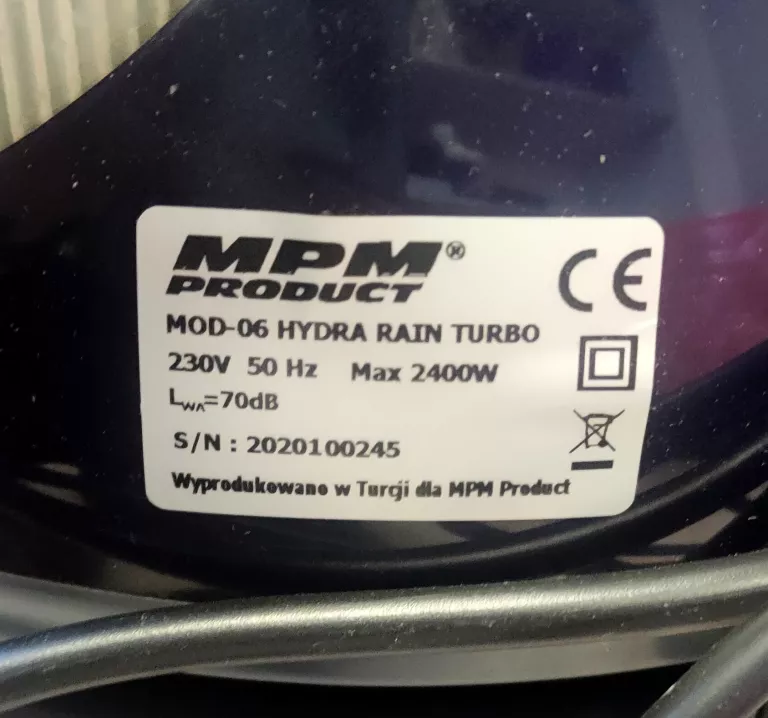 MPM®
PRODUCT
CE
MOD-06 HYDRA RAIN TURBO
230V 50 Hz Max 2400W
LWA=70dB
S/N : 2020100245
Wyprodukowano w Turcji dla MPM Product